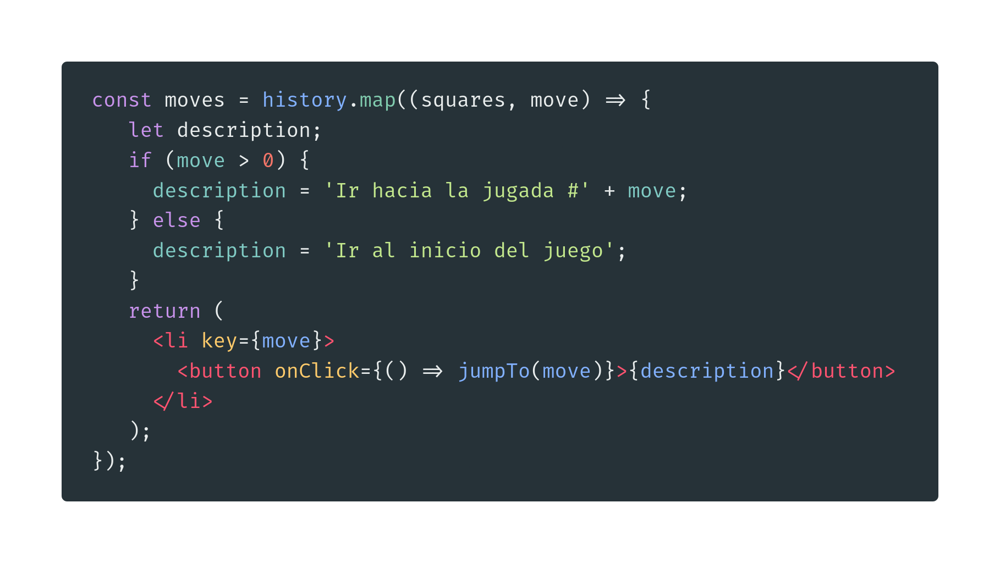 const moves = history.map((squares, move) => {
   let description;
   if (move > 0) {
     description = 'Ir hacia la jugada #' + move;
   } else {
     description = 'Ir al inicio del juego';
   }
   return (
     <li key={move}>
       <button onClick={() => jumpTo(move)}>{description}</button>
     </li>
   );
});